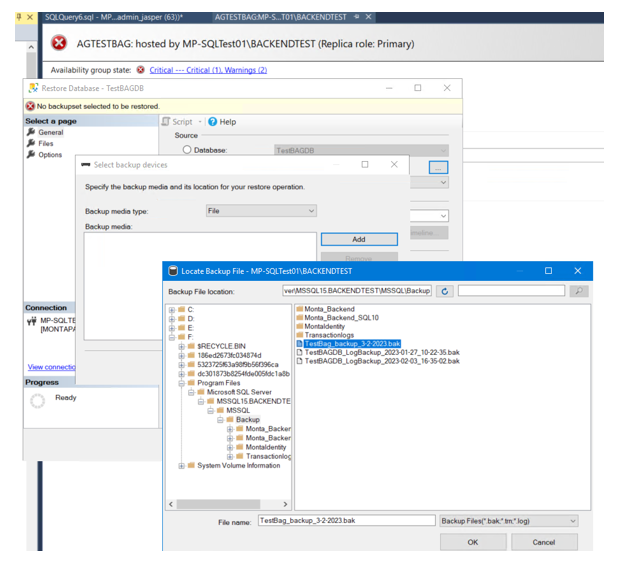 SQLQuery6.sql - MP...admin_jasper (63))*
AGTESTBAG:MP-S...T01\BACKENDTEST
AGTESTBAG: hosted by MP-SQLTest01\BACKENDTEST (Replica role: Primary)
Availability group state:
Critical --- Critical (1), Warnings (2)
Restore Database - TestBAGDB
No backupset selected to be restored.
Select a page
General
Files
Options
Script
Help
Source
Database:
TestBAGDB
...
Select backup devices
Specify the backup media and its location for your restore operation.
Backup media type:
File
Backup media:
Add
Remove
Locate Backup File - MP-SQLTest01\BACKENDTEST
Backup File location:
ver\MSSQL15.BACKENDTEST\MSSQL\Backup
C:
D:
E:
F:
$RECYCLE.BIN
186ed2673fc034874d
5323725f63a98f9b56f396ca
dc301873b8254fde005fdc1a8b
Program Files
Microsoft SQL Server
MSSQL15.BACKENDTE
MSSQL
Backup
Monta_Backer
Monta_Backer
MontaIdentity
Transactionlog
System Volume Information
Monta_Backend
Monta_Backend_SQL10
MontaIdentity
Transactionlogs
TestBag_backup_3-2-2023.bak
TestBAGDB_LogBackup_2023-01-27_10-22-35.bak
TestBAGDB_LogBackup_2023-02-03_16-35-02.bak
Connection
MP-SQLTE
[MONTAPA
View connectio
Progress
Ready
File name:
TestBag_backup_3-2-2023.bak
Backup Files(*.bak;*.trn;*.log)
OK
Cancel